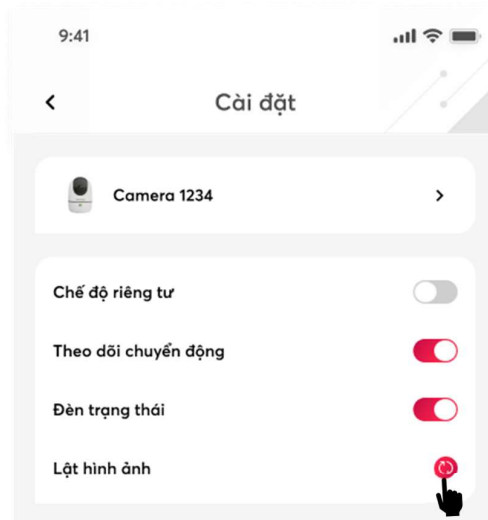 9:41
Cài đặt
Camera 1234
Chế độ riêng tư
Theo dõi chuyển động
Đèn trạng thái
Lật hình ảnh